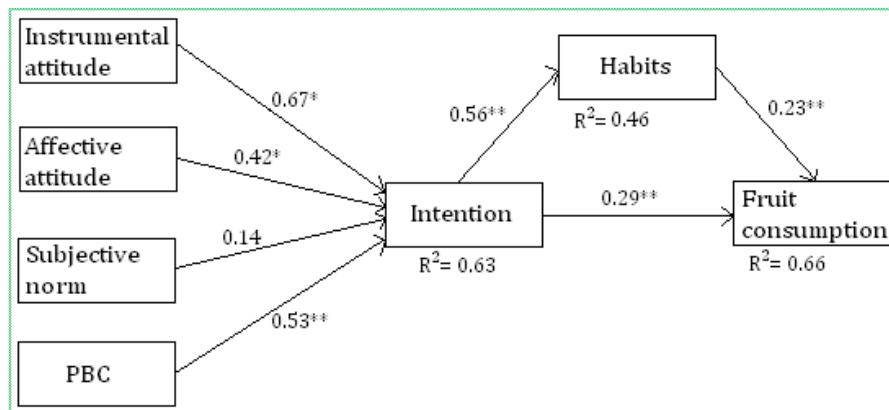 Instrumental
attitude
0.67*
Affective
attitude
0.42*
Subjective
norm
0.14
PBC
0.53**
Intention
R²= 0.63
0.56**
Habits
R²= 0.46
0.23**
0.29**
Fruit
consumption
R²= 0.66